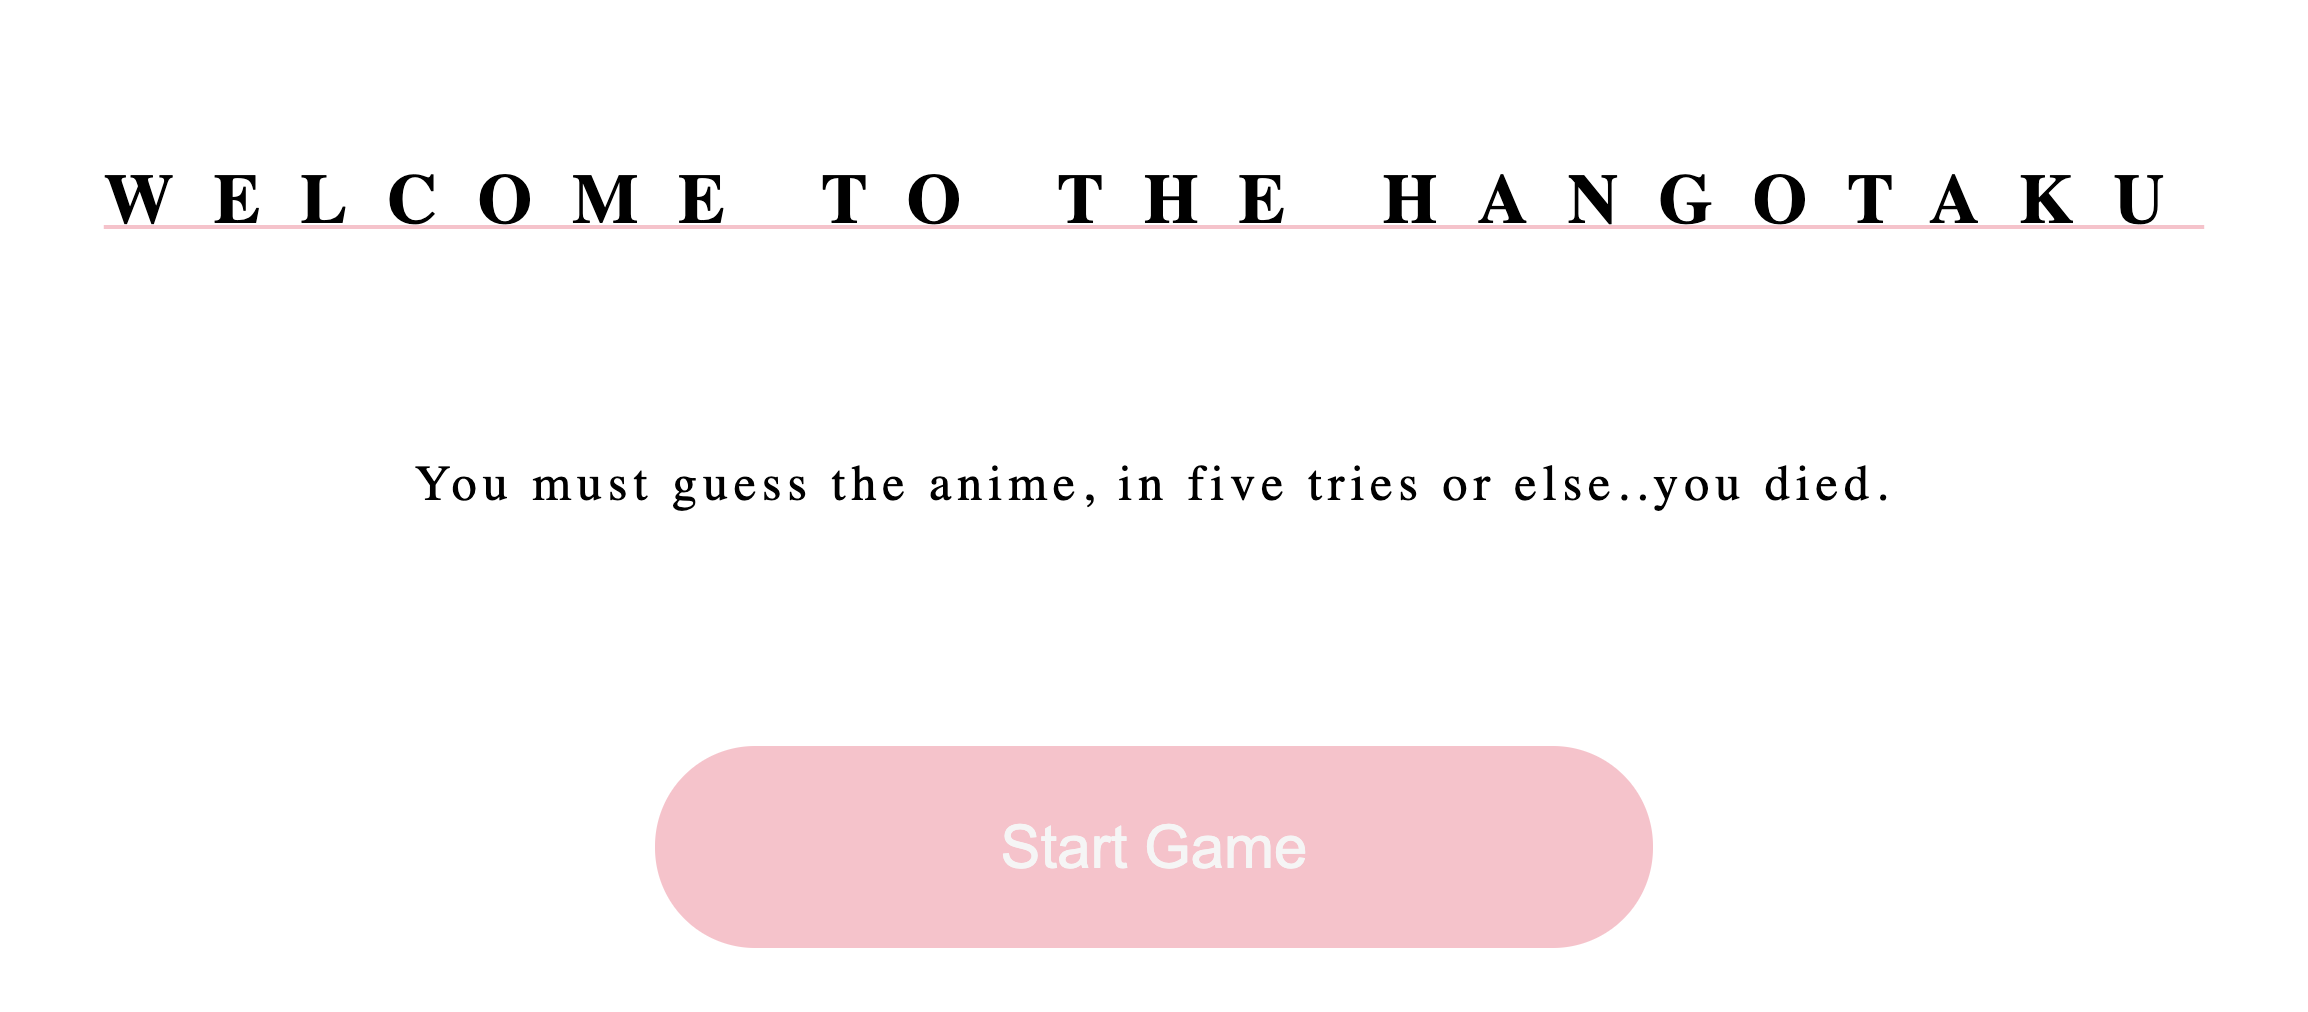 WELCOME TO THE HANGOTAKU
You must guess the anime, in five tries or else..you died.
Start Game